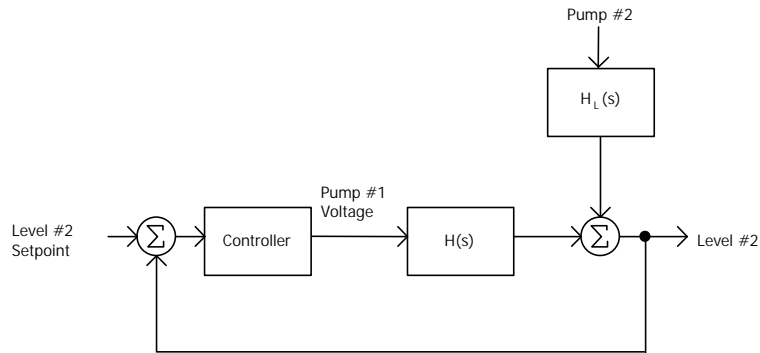 Pump #2
H_L(s)
Pump #1
Voltage
Level #2
Setpoint
Σ
Controller
H(s)
Σ
Level #2